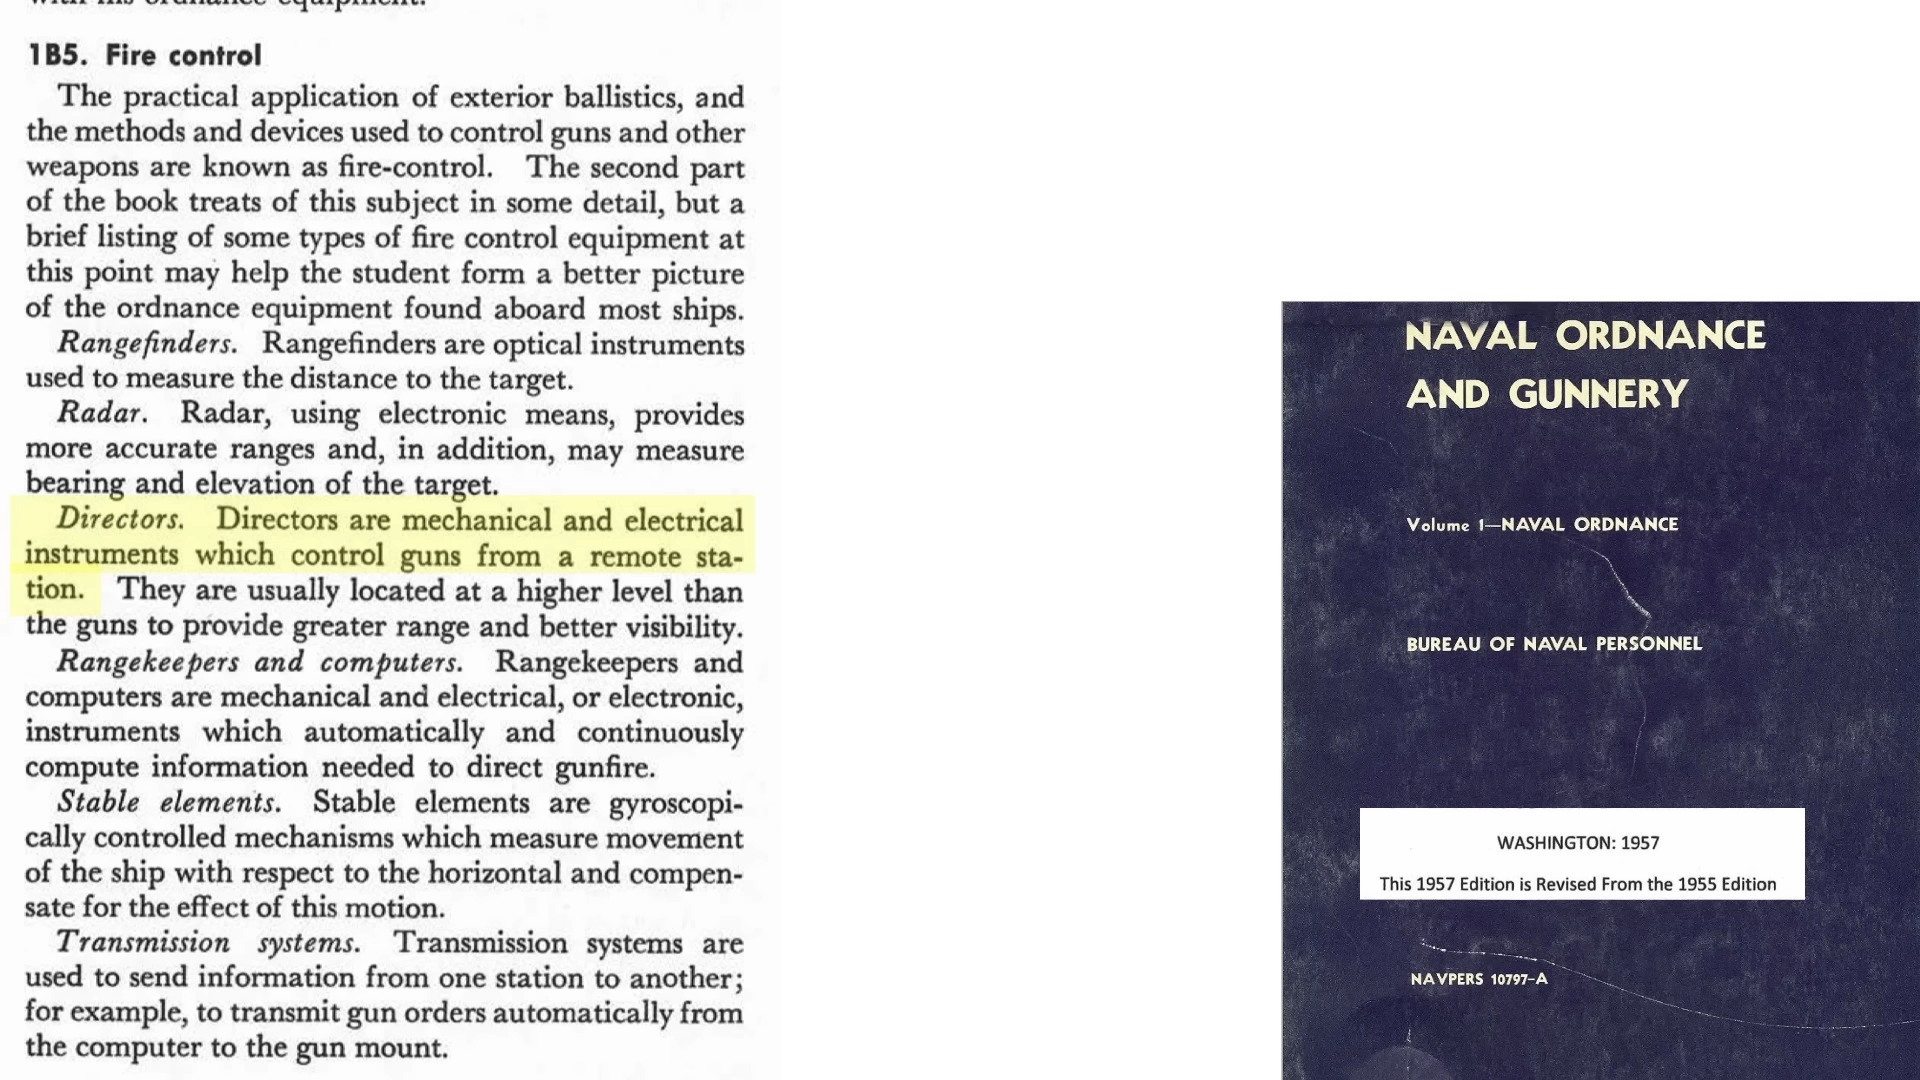 with his ordnance equipment.
1B5. Fire control
The practical application of exterior ballistics, and
the methods and devices used to control guns and other
weapons are known as fire-control. The second part
of the book treats of this subject in some detail, but a
brief listing of some types of fire control equipment at
this point may help the student form a better picture
of the ordnance equipment found aboard most ships.
Rangefinders. Rangefinders are optical instruments
used to measure the distance to the target.
Radar. Radar, using electronic means, provides
more accurate ranges and, in addition, may measure
bearing and elevation of the target.
Directors. Directors are mechanical and electrical
instruments which control guns from a remote sta-
tion. They are usually located at a higher level than
the guns to provide greater range and better visibility.
Rangekeepers and computers. Rangekeepers and
computers are mechanical and electrical, or electronic,
instruments which automatically and continuously
compute information needed to direct gunfire.
Stable elements. Stable elements are gyroscopi-
cally controlled mechanisms which measure movement
of the ship with respect to the horizontal and compen-
sate for the effect of this motion.
Transmission systems. Transmission systems are
used to send information from one station to another;
for example, to transmit gun orders automatically from
the computer to the gun mount.
NAVAL ORDNANCE
AND GUNNERY
Volume 1—NAVAL ORDNANCE
BUREAU OF NAVAL PERSONNEL
WASHINGTON: 1957
This 1957 Edition is Revised From the 1955 Edition
NAVPERS 10797-A